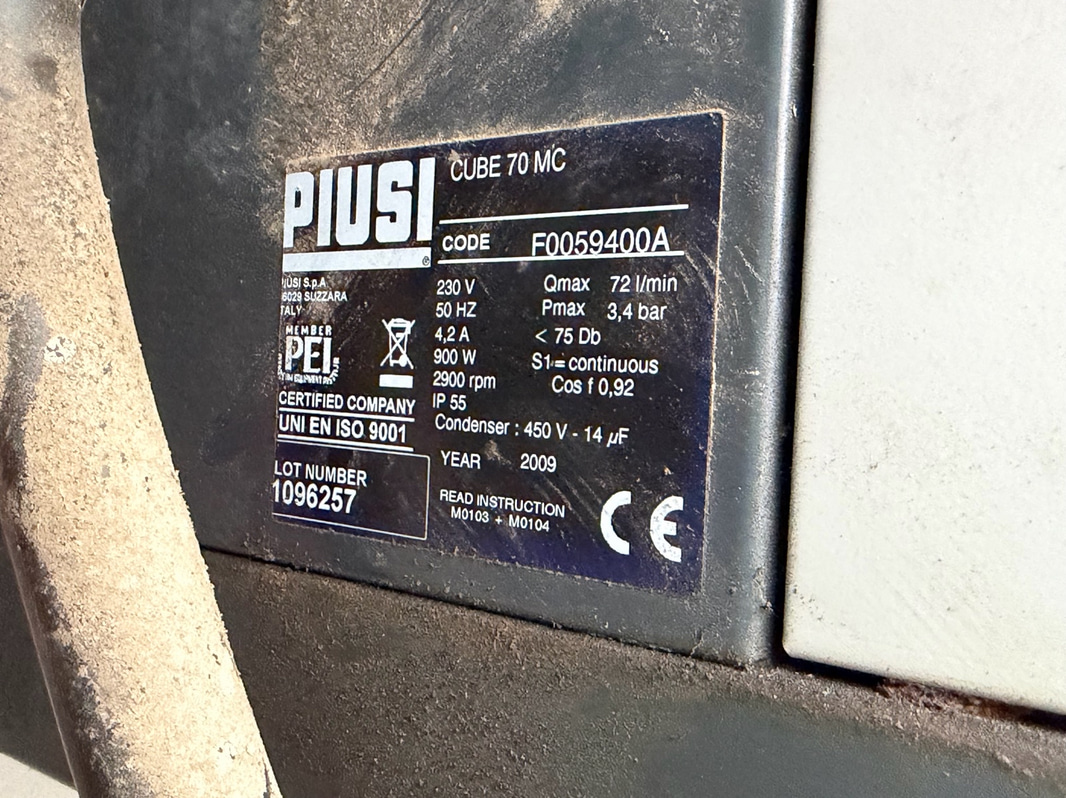 PIUSI
®
CUBE 70 MC
CODE F0059400A
PIUSI S.p.A
46029 SUZZARA
ITALY
MEMBER
PEI
CERTIFIED COMPANY
UNI EN ISO 9001
LOT NUMBER
1096257
230 V
50 HZ
4,2 A
900 W
2900 rpm
IP 55
Qmax 72 l/min
Pmax 3,4 bar
< 75 Db
S1=continuous
Cos f 0,92
Condenser : 450 V - 14 µF
YEAR 2009
READ INSTRUCTION
M0103 + M0104
CE